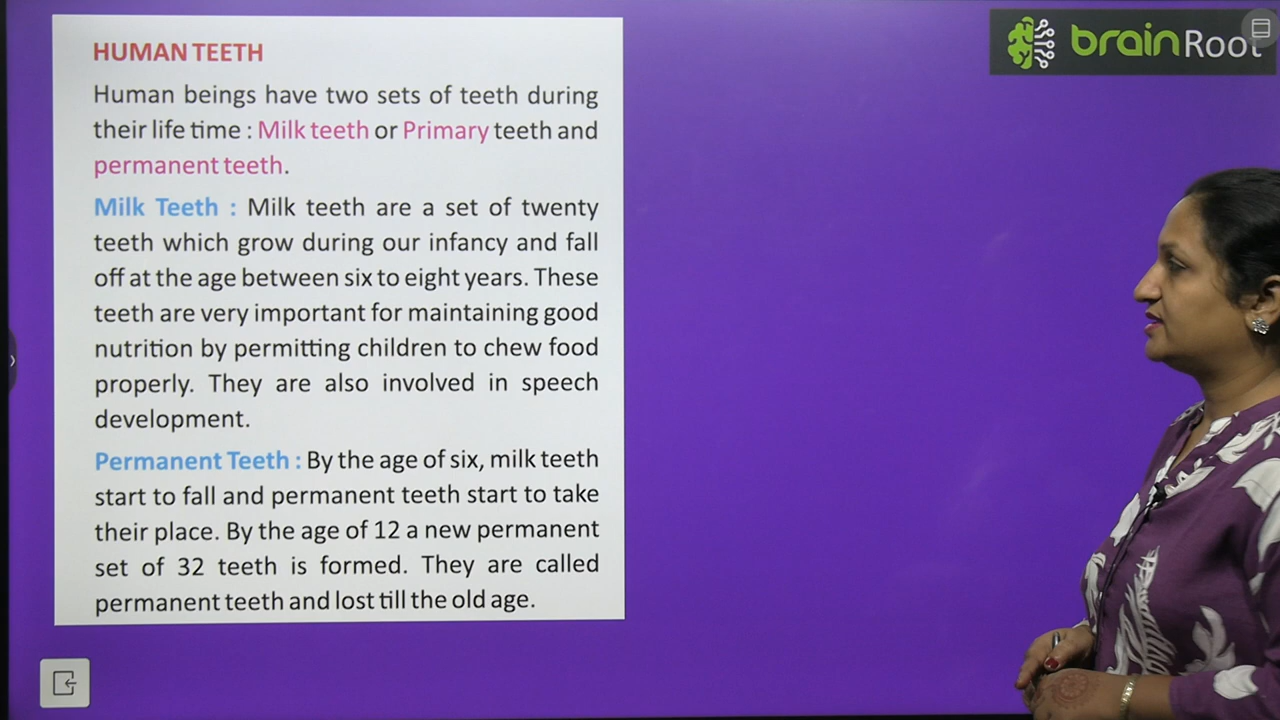 HUMAN TEETH
Human beings have two sets of teeth during
their life time : Milk teeth or Primary teeth and
permanent teeth.
Milk Teeth : Milk teeth are a set of twenty
teeth which grow during our infancy and fall
off at the age between six to eight years. These
teeth are very important for maintaining good
nutrition by permitting children to chew food
properly. They are also involved in speech
development.
Permanent Teeth : By the age of six, milk teeth
start to fall and permanent teeth start to take
their place. By the age of 12 a new permanent
set of 32 teeth is formed. They are called
permanent teeth and lost till the old age.
brainRoot